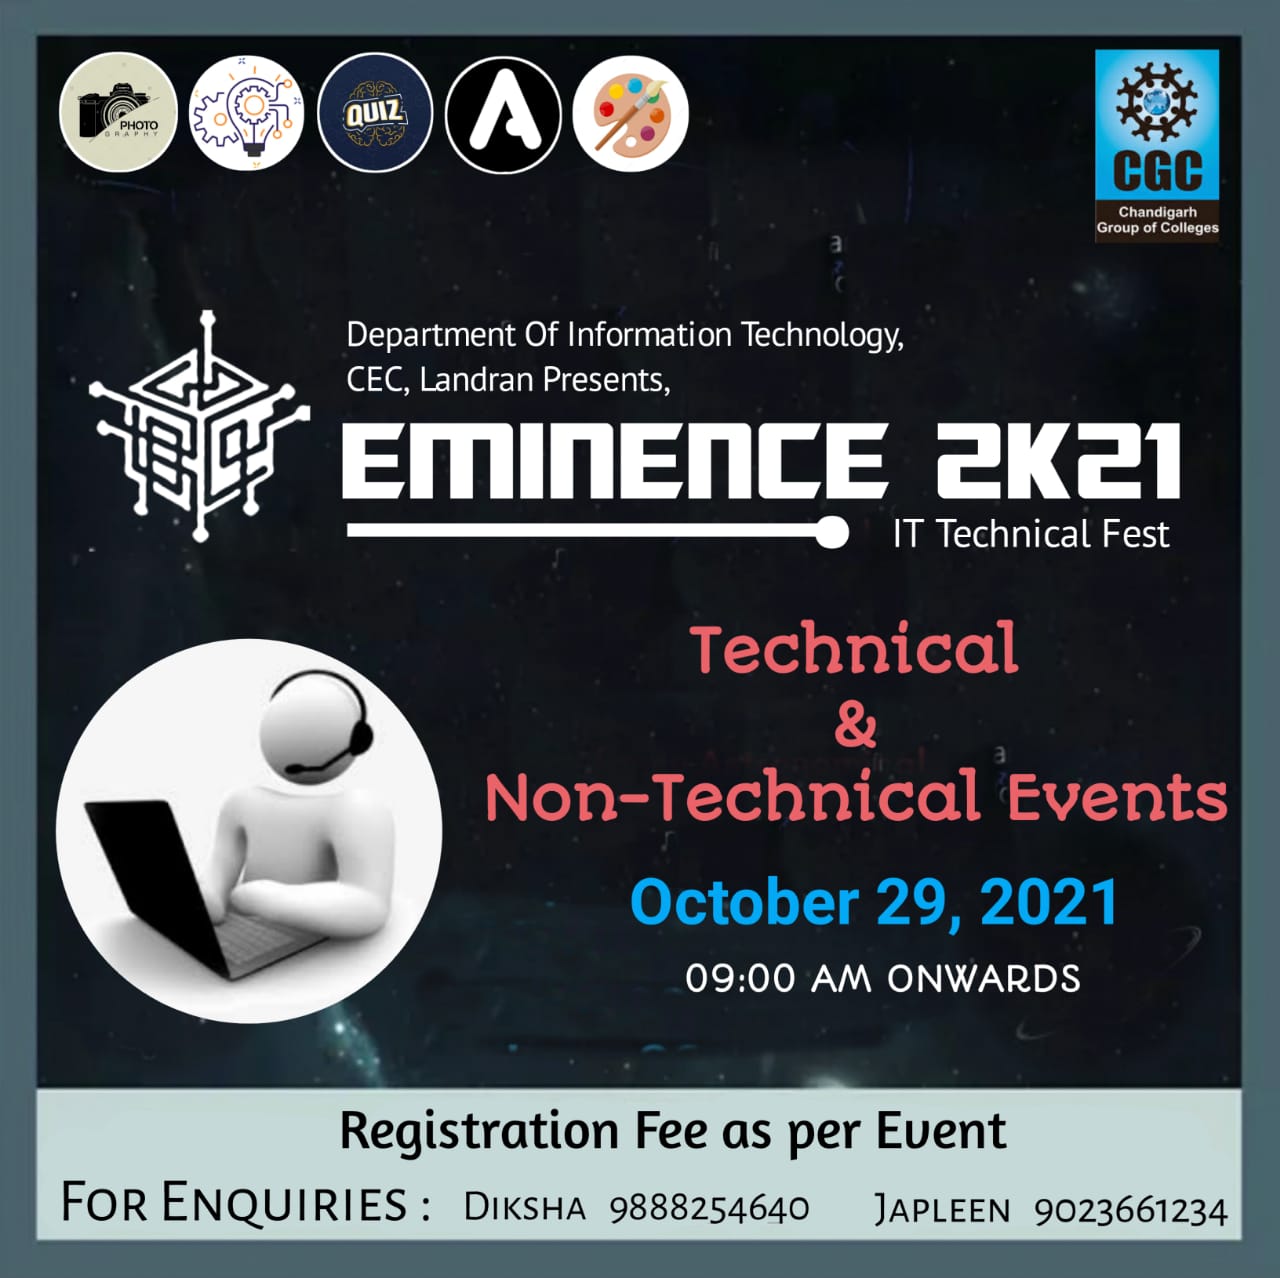 PHOTO
GRAPHY
QUIZ
CGC
Chandigarh
Group of Colleges
Department Of Information Technology,
CEC, Landran Presents,
EMINENCE 2K21
IT Technical Fest
Technical
&
Non-Technical Events
October 29, 2021
09:00 AM ONWARDS
Registration Fee as per Event
FOR ENQUIRIES : DIKSHA 9888254640 JAPLEEN 9023661234